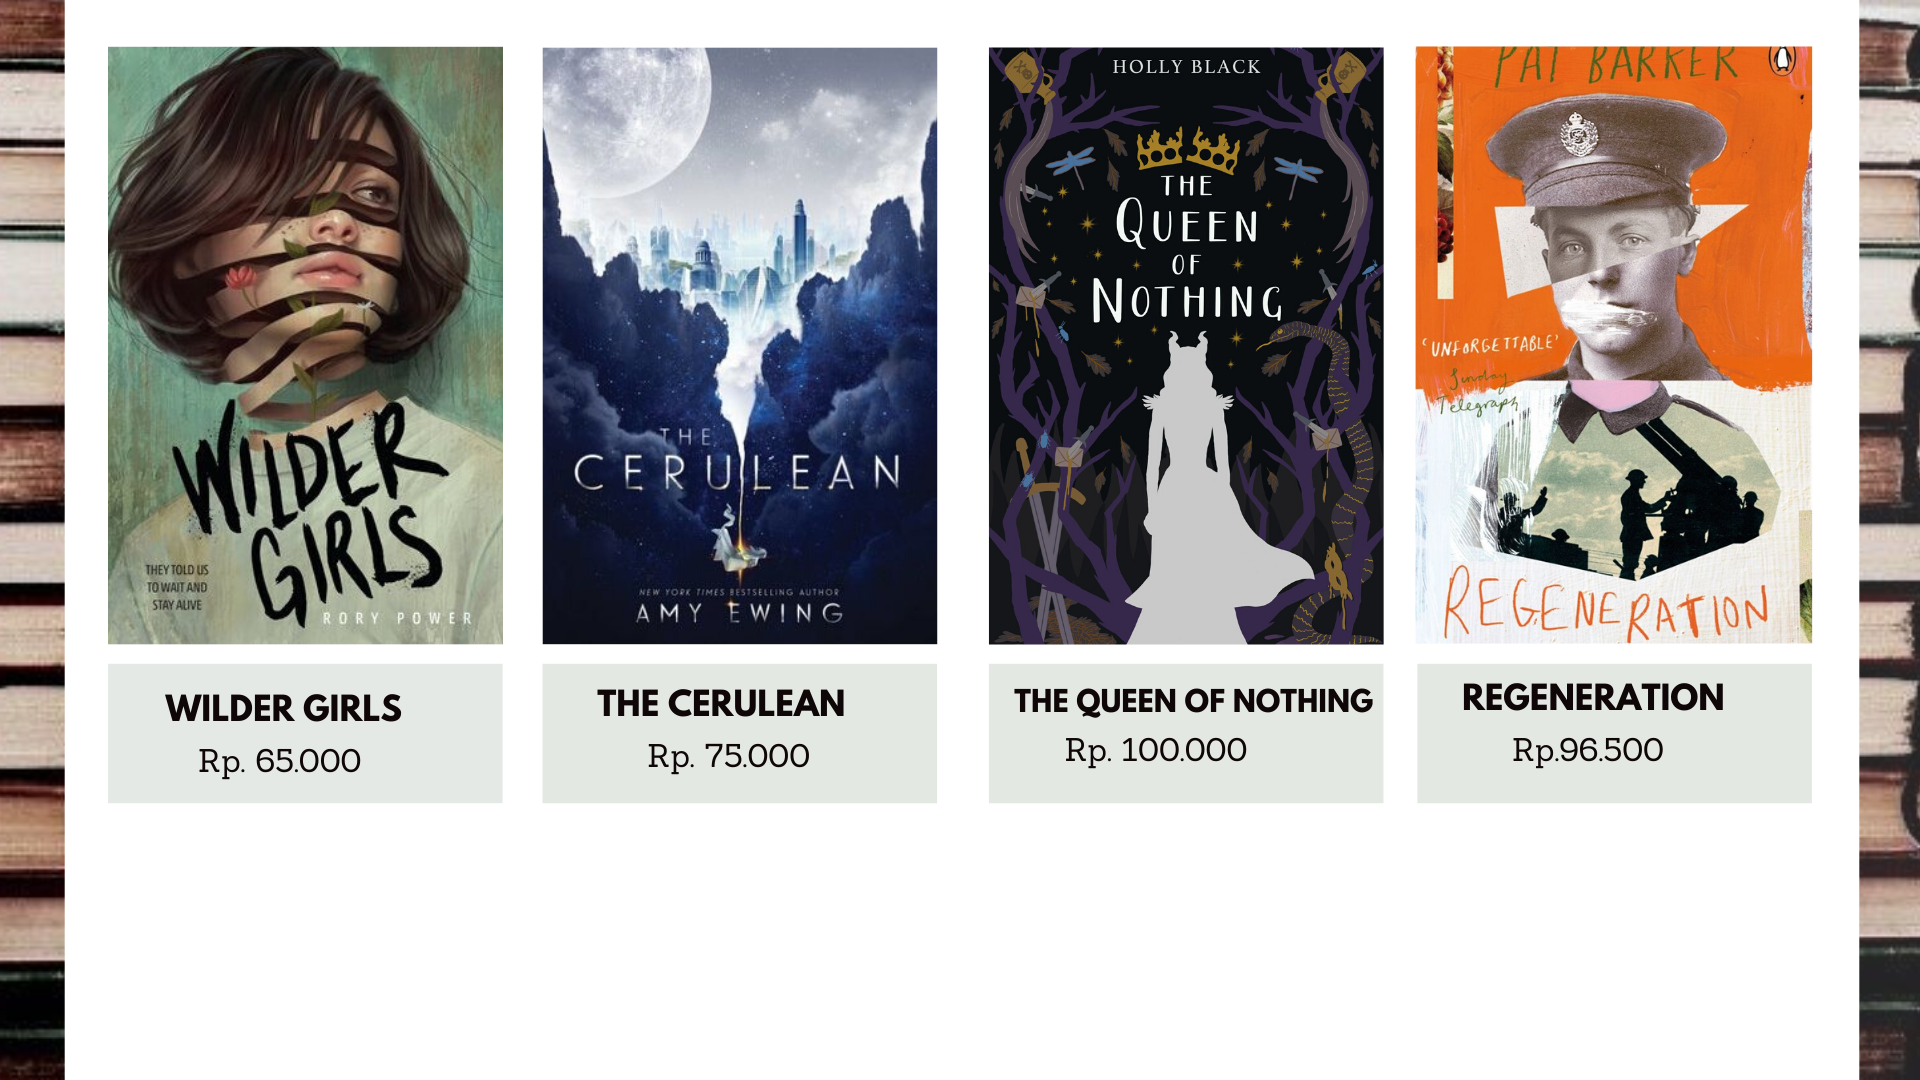 WILDER
GIRLS
THEY TOLD US
TO WAIT AND
STAY ALIVE
RORY POWER
WILDER GIRLS
Rp. 65.000
THE
CERULEAN
NEW YORK TIMES BESTSELLING AUTHOR
AMY EWING
THE CERULEAN
Rp. 75.000
HOLLY BLACK
THE
QUEEN
OF
NOTHING
THE QUEEN OF NOTHING
Rp. 100.000
PAT BARKER
'UNFORGETTABLE'
Sunday
Telegraph
REGENERATION
REGENERATION
Rp.96.500